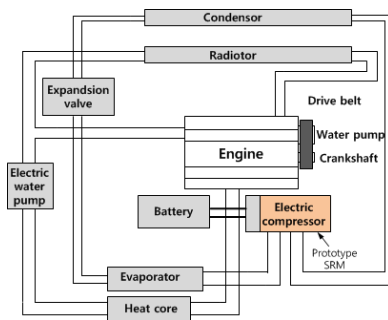 Condensor
Radiotor
Expandsion
valve
Drive belt
Engine
Water pump
Crankshaft
Electric
water
pump
Battery
Electric
compressor
Prototype
SRM
Evaporator
Heat core